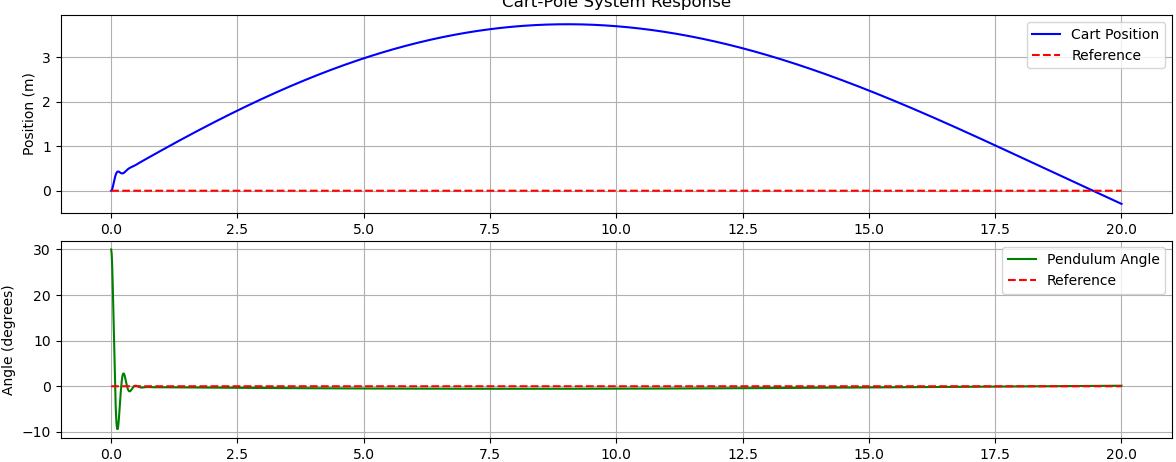 Cart-Pole System Response
Cart Position
Reference
Position (m)
3
2
1
0
0.0 2.5 5.0 7.5 10.0 12.5 15.0 17.5 20.0
Pendulum Angle
Reference
Angle (degrees)
30
20
10
0
−10
0.0 2.5 5.0 7.5 10.0 12.5 15.0 17.5 20.0